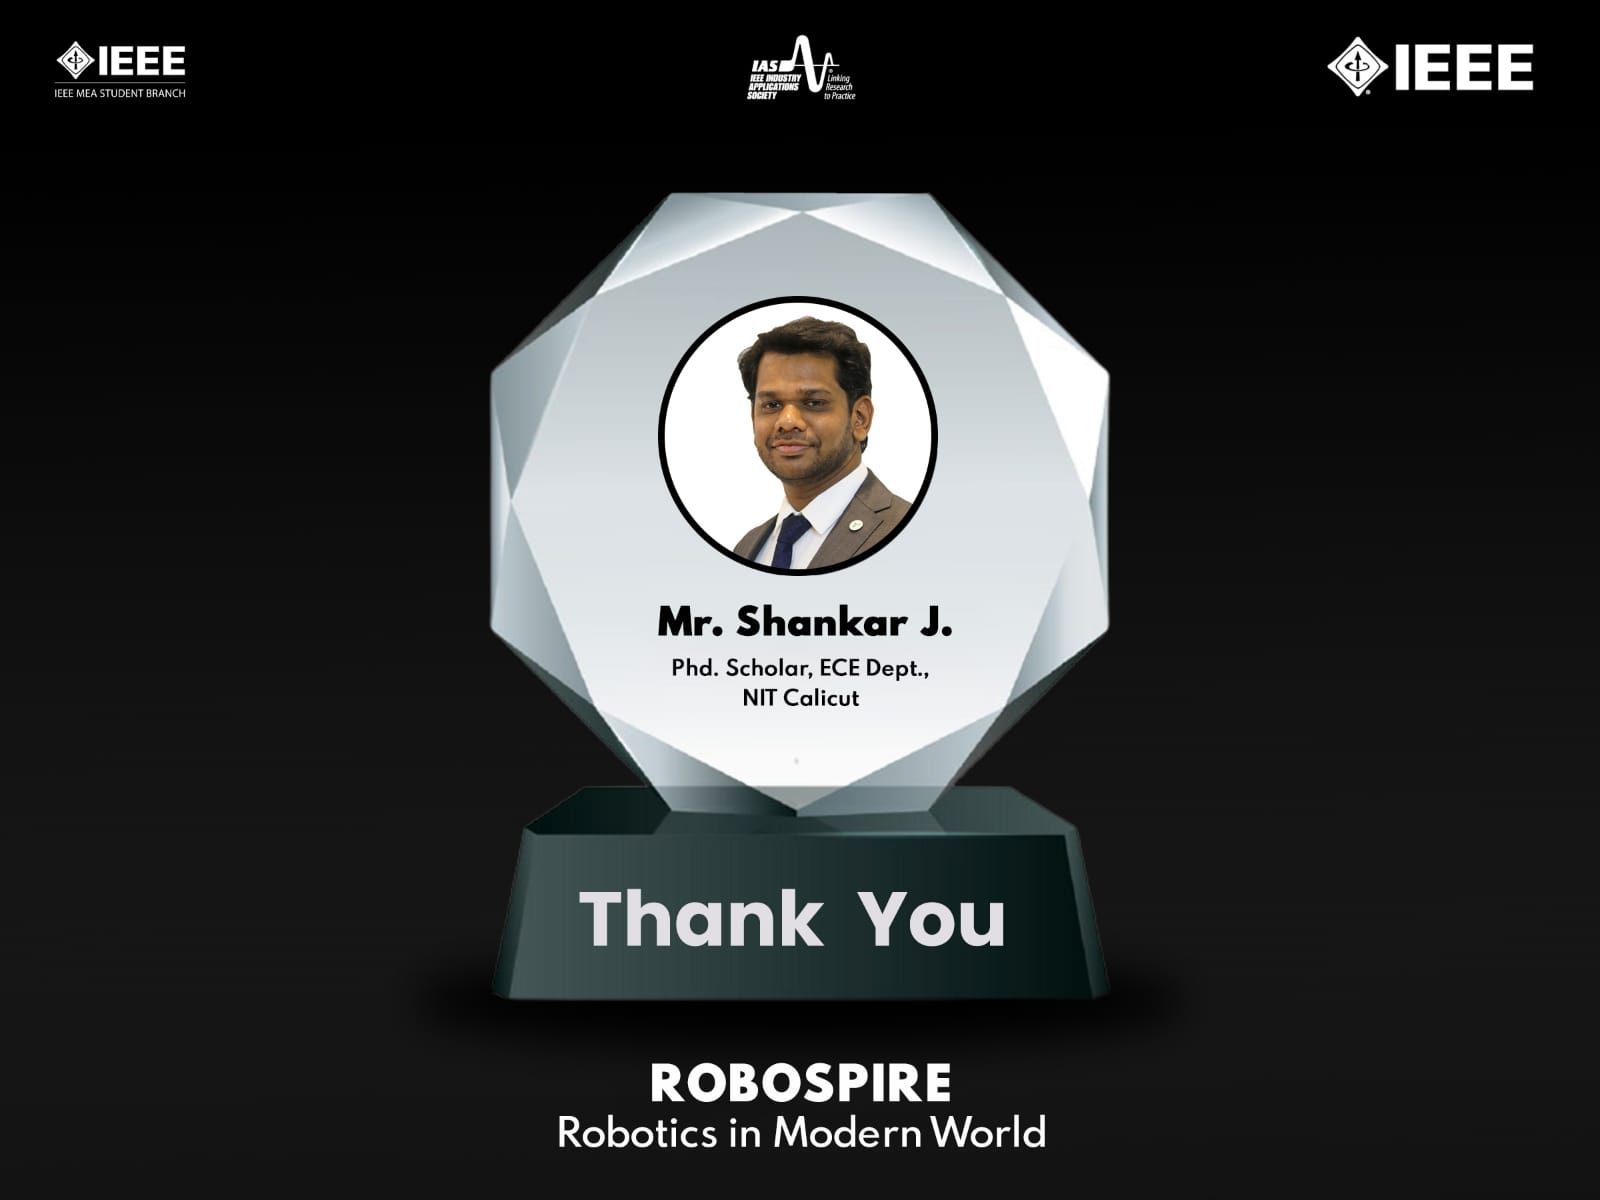 IEEE
IEEE MEA STUDENT BRANCH
IAS
IEEE INDUSTRY
APPLICATIONS
SOCIETY
®
Linking
Research
to Practice
IEEE
®
Mr. Shankar J.
Phd. Scholar, ECE Dept.,
NIT Calicut
Thank You
ROBOSPIRE
Robotics in Modern World